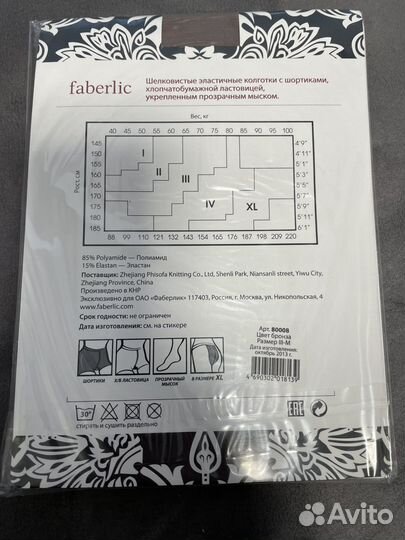 faberlic
Шелковистые эластичные колготки с шортиками,
хлопчатобумажной ластовицей,
укрепленным прозрачным мыском.
Вес, кг
40 45 50 55 60 65 70 75 80 85 90 95 100
Рост, см
145 4'9"
150 I 4'11"
155 II 5'1"
160 III 5'3"
165 5'5"
170 5'7"
175 IV XL 5'9"
180 5'11"
185 6'1"
88 99 110 121 132 143 154 165 176 187 198 209 220
85% Polyamide — Полиамид
15% Elastan — Эластан
Поставщик: Zhejiang Phisofa Knitting Co., Ltd, Shenli Park, Niansanli street, Yiwu City,
Zhejiang Province, China
Произведено в КНР
Эксклюзивно для ОАО «Фаберлик» 117403, Россия, г. Москва, ул. Никопольская, 4
www.faberlic.com
Срок годности: не ограничен
Дата изготовления: см. на стикере
Арт. 80008
Цвет бронза
Размер III-M
Дата изготовления:
октябрь 2013 г.
ШОРТИКИ
Х/Б ЛАСТОВИЦА
ПРОЗРАЧНЫЙ МЫСОК
В РАЗМЕРЕ XL
4 690302 018139
30°
стирать и сушить раздельно
EAC
Avito